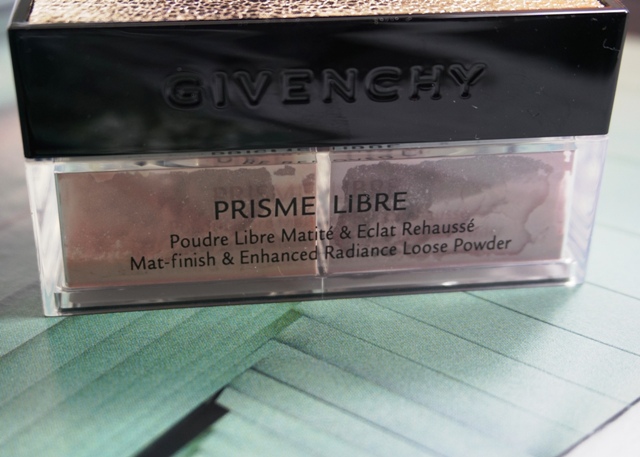 GIVENCHY
PRISME LIBRE
Poudre Libre Matité & Eclat Rehaussé
Mat-finish & Enhanced Radiance Loose Powder